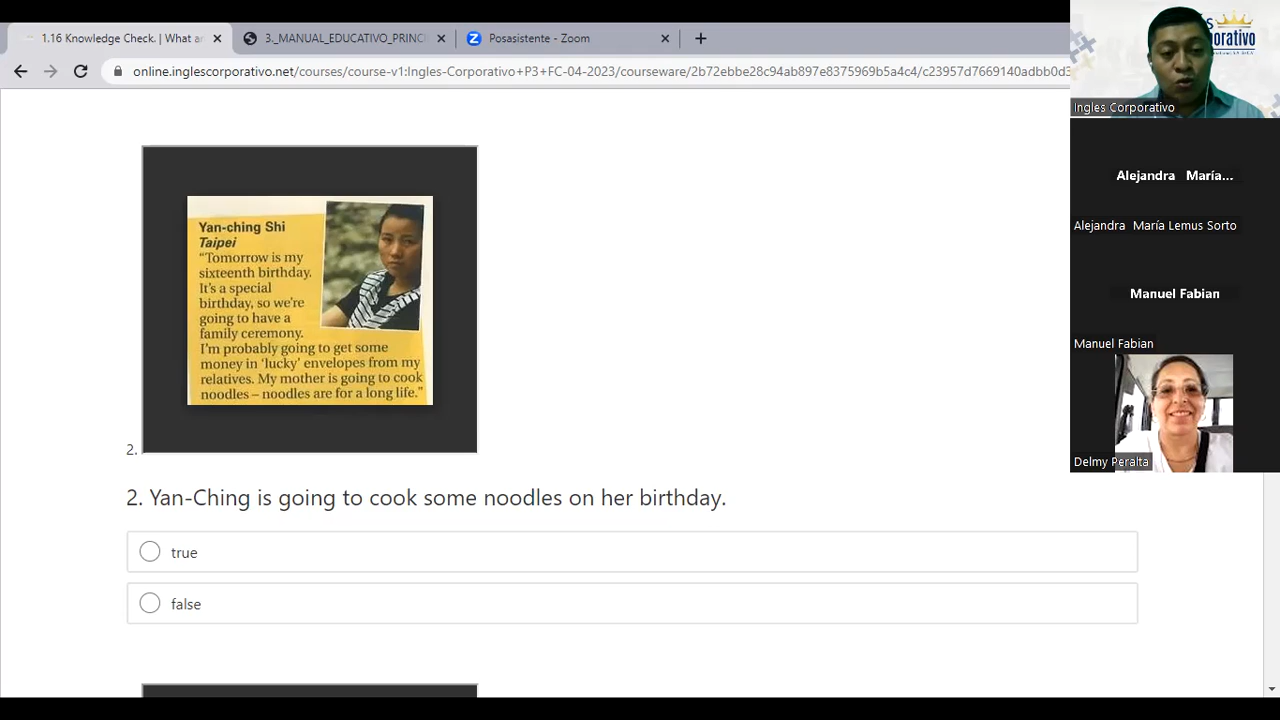 1.16 Knowledge Check. | What a
3._MANUAL_EDUCATIVO_PRINC
Posasistente - Zoom
online.inglescorporativo.net/courses/course-v1:Ingles-Corporativo+P3+FC-04-2023/courseware/2b72ebbe28c94ab897e8375969b5a4c4/c23957d7669140adbb0d3
Ingles Corporativo
Alejandra María...
Alejandra María Lemus Sorto
Manuel Fabian
Manuel Fabian
Delmy Peralta
Yan-ching Shi
Taipei
“Tomorrow is my
sixteenth birthday.
It's a special
birthday, so we're
going to have a
family ceremony.
I'm probably going to get some
money in ‘lucky’ envelopes from my
relatives. My mother is going to cook
noodles – noodles are for a long life.”
2.
2. Yan-Ching is going to cook some noodles on her birthday.
true
false